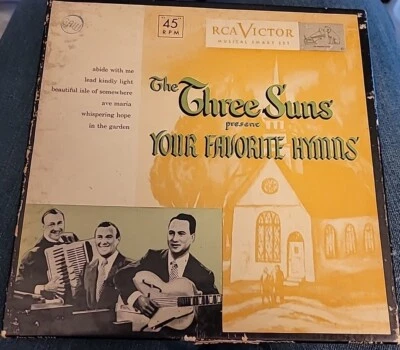 45
RPM
RCA VICTOR
MUSICAL SMART SET
abide with me
lead kindly light
beautiful isle of somewhere
ave maria
whispering hope
in the garden
The Three Suns
present
YOUR FAVORITE HYMNS